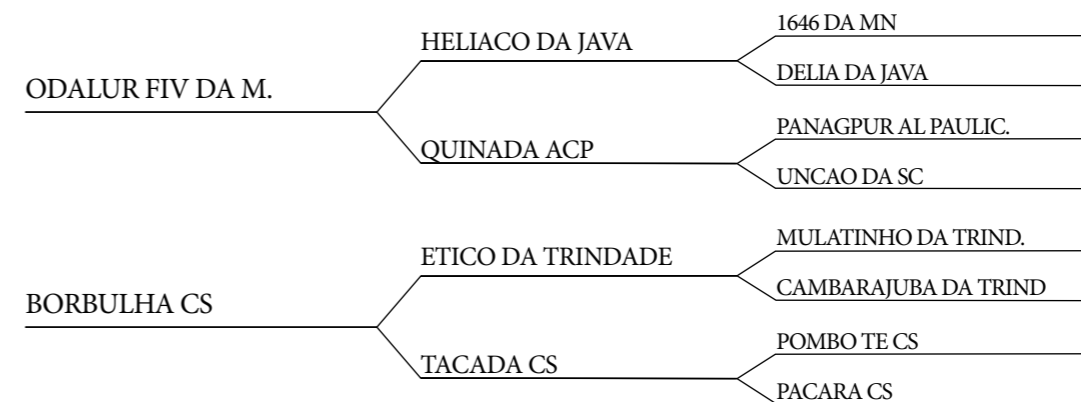 1646 DA MN
HELIACO DA JAVA
DELIA DA JAVA
ODALUR FIV DA M.
PANAGPUR AL PAULIC.
QUINADA ACP
UNCAO DA SC
MULATINHO DA TRIND.
ETICO DA TRINDADE
CAMBARAJUBA DA TRIND
BORBULHA CS
POMBO TE CS
TACADA CS
PACARA CS